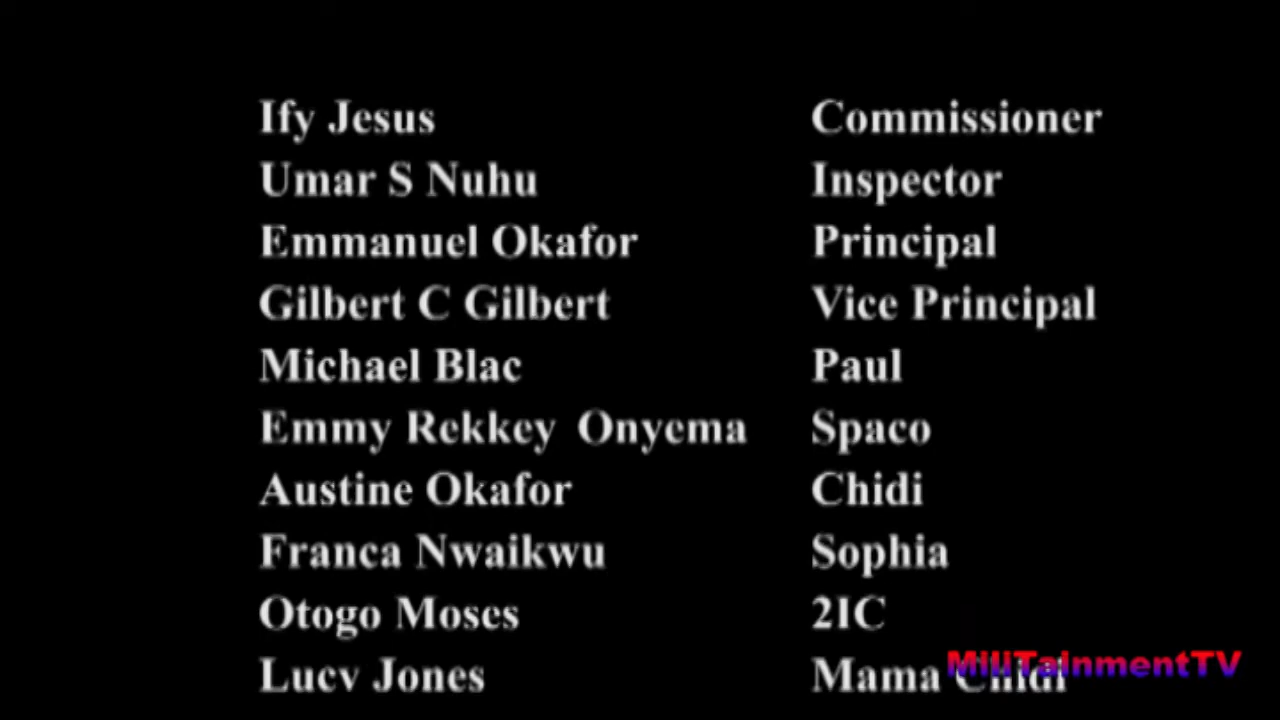 Ify Jesus Commissioner
Umar S Nuhu Inspector
Emmanuel Okafor Principal
Gilbert C Gilbert Vice Principal
Michael Blac Paul
Emmy Rekkey Onyema Spaco
Austine Okafor Chidi
Franca Nwaikwu Sophia
Otogo Moses 2IC
Lucy Jones Mama Chidi
MiliTainmentTV